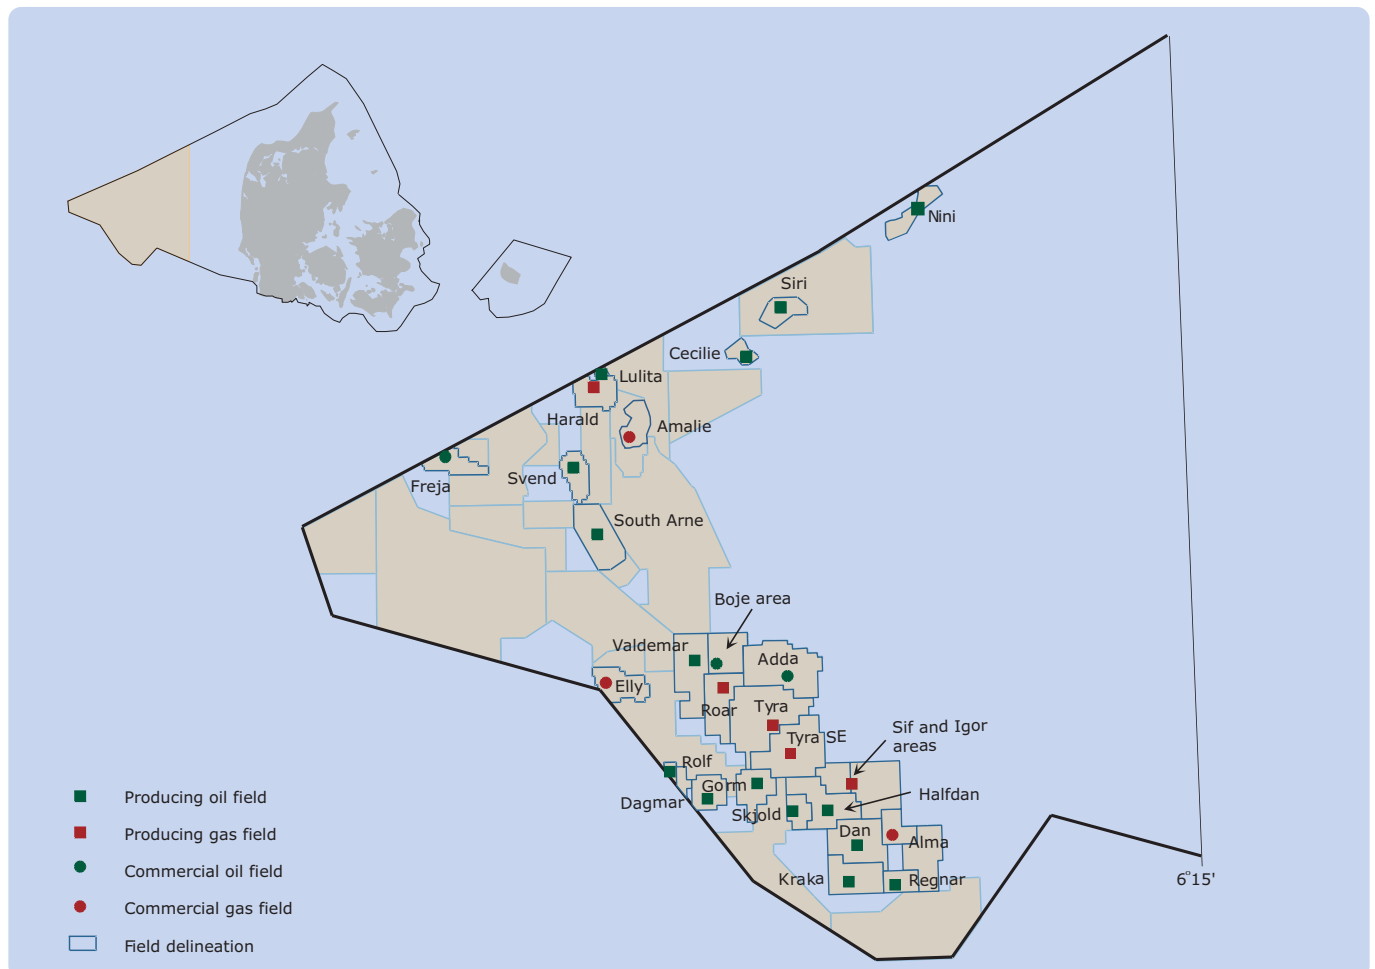 Nini
Siri
Cecilie
Lulita
Harald
Amalie
Freja
Svend
South Arne
Boje area
Valdemar
Adda
Elly
Roar
Tyra
Tyra SE
Sif and Igor
areas
Rolf
Gorm
Dagmar
Skjold
Halfdan
Dan
Alma
Kraka
Regnar
6°15'
Producing oil field
Producing gas field
Commercial oil field
Commercial gas field
Field delineation